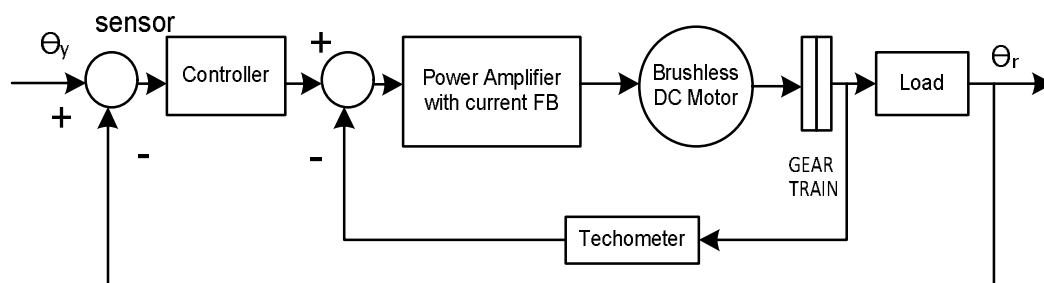 sensor
Θy
+
-
Controller
+
-
Power Amplifier
with current FB
Brushless
DC Motor
GEAR
TRAIN
Load
Θr
Techometer